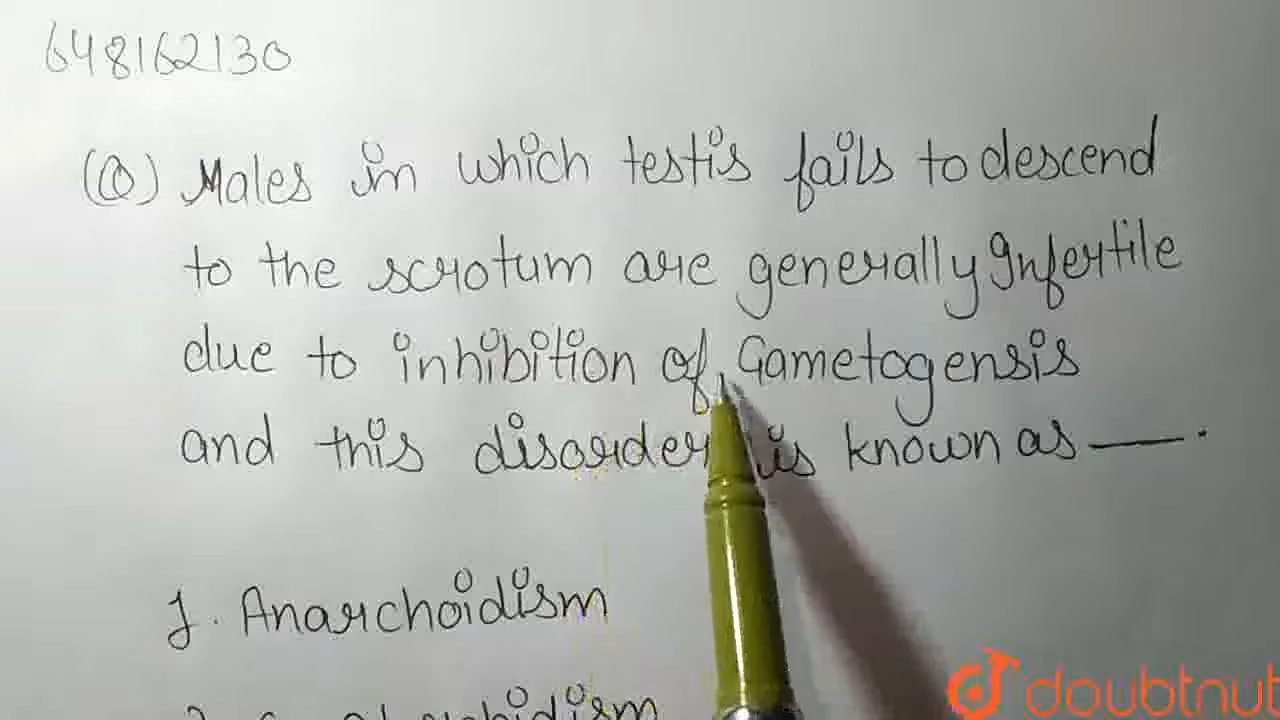 648162130
(Q) Males in which testis fails to descend
to the scrotum are generally Infertile
due to inhibition of Gametogensis
and this disorder is known as —.
1. Anarchoidism
doubtnut